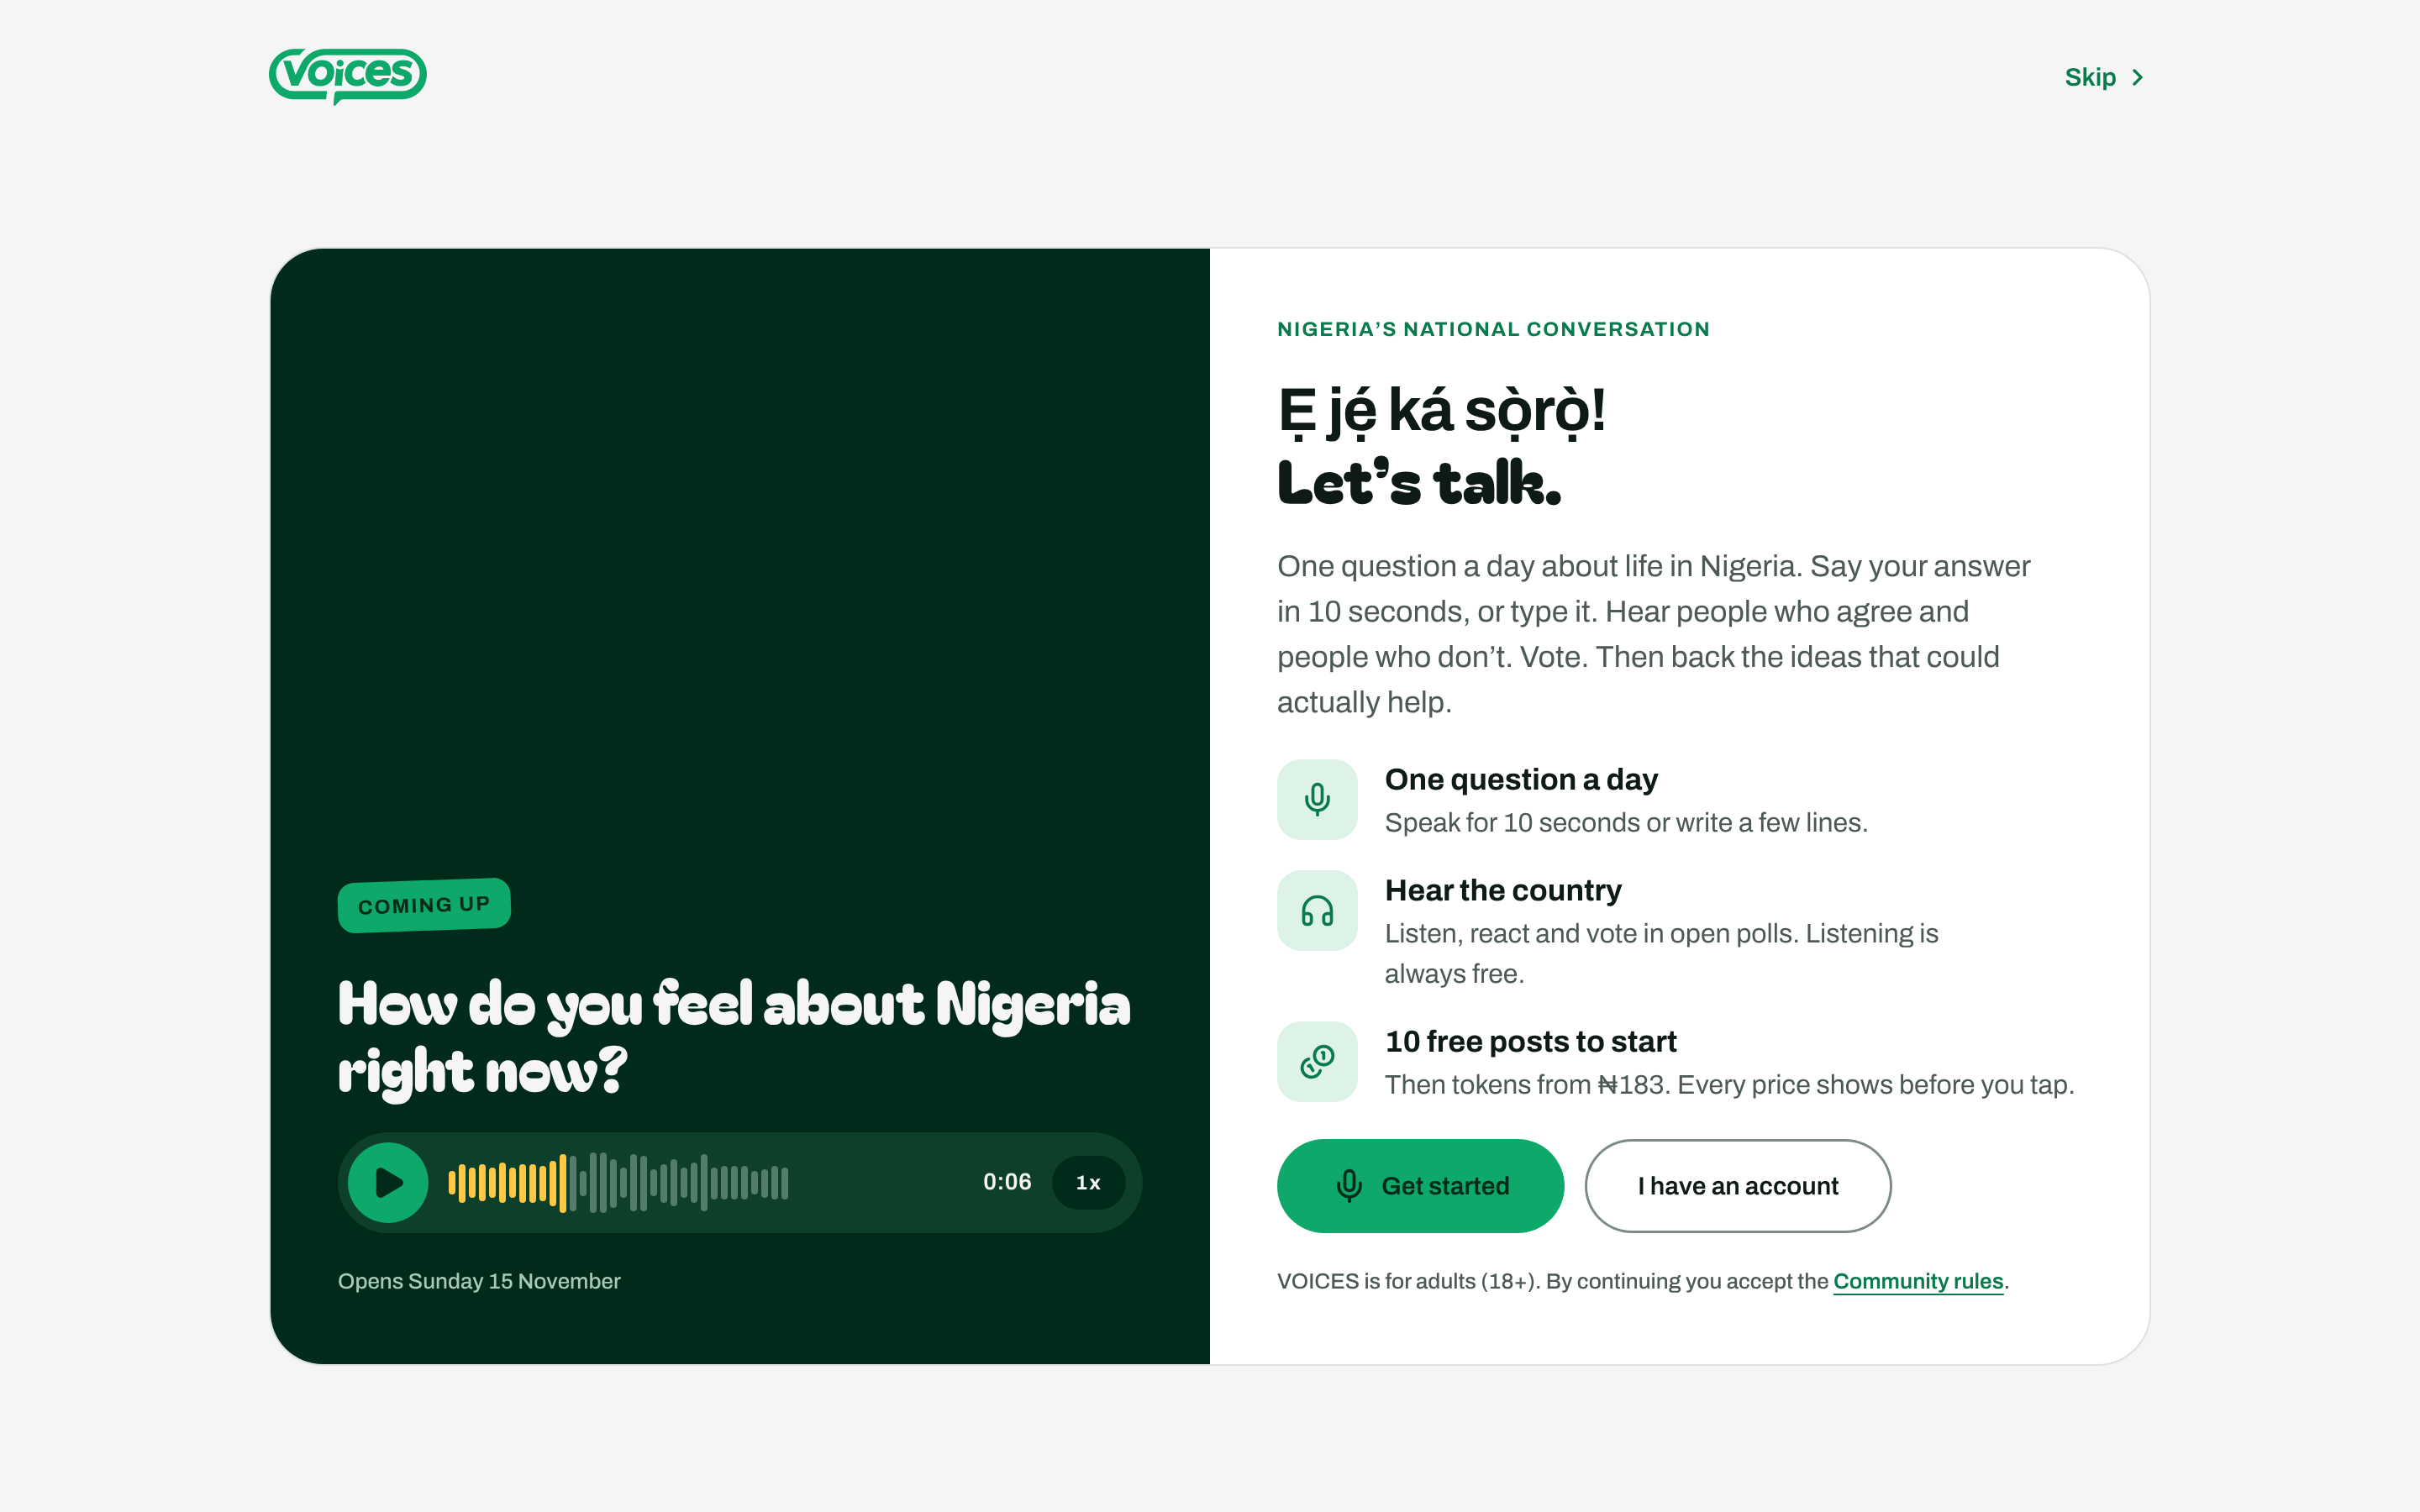 Voices
Skip
COMING UP
How do you feel about Nigeria
right now?
0:06
1x
Opens Sunday 15 November
NIGERIA’S NATIONAL CONVERSATION
Ẹ jẹ́ ká sọ̀rọ̀!
Let’s talk.
One question a day about life in Nigeria. Say your answer
in 10 seconds, or type it. Hear people who agree and
people who don’t. Vote. Then back the ideas that could
actually help.
One question a day
Speak for 10 seconds or write a few lines.
Hear the country
Listen, react and vote in open polls. Listening is
always free.
10 free posts to start
Then tokens from ₦183. Every price shows before you tap.
Get started
I have an account
VOICES is for adults (18+). By continuing you accept the Community rules.